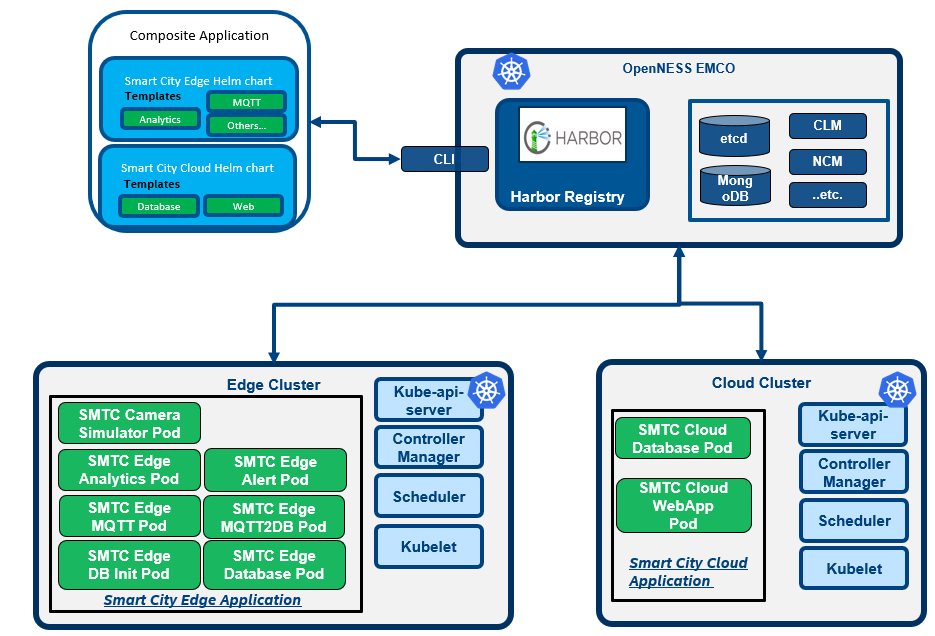 Composite Application
Smart City Edge Helm chart
Templates
MQTT
Analytics
Others...
Smart City Cloud Helm chart
Templates
Database
Web
CLI
OpenNESS EMCO
HARBOR
Harbor Registry
etcd
Mong
oDB
CLM
NCM
..etc.
Edge Cluster
SMTC Camera
Simulator Pod
SMTC Edge
Analytics Pod
SMTC Edge
Alert Pod
SMTC Edge
MQTT Pod
SMTC Edge
MQTT2DB Pod
SMTC Edge
DB Init Pod
SMTC Edge
Database Pod
Smart City Edge Application
Kube-api-
server
Controller
Manager
Scheduler
Kubelet
Cloud Cluster
SMTC Cloud
Database Pod
SMTC Cloud
WebApp
Pod
Smart City Cloud
Application
Kube-api-
server
Controller
Manager
Scheduler
Kubelet